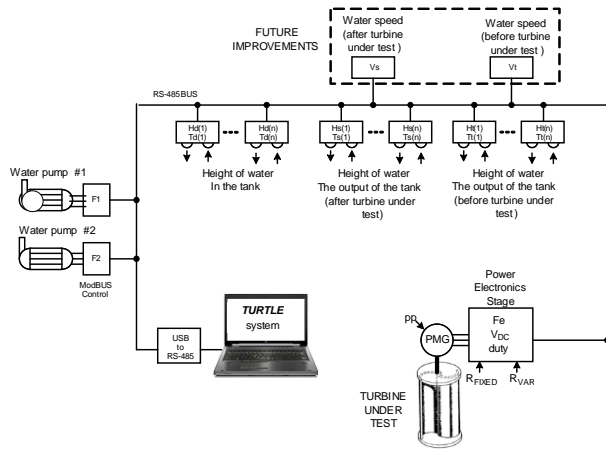 FUTURE
IMPROVEMENTS
Water speed
(after turbine
under test )
Water speed
(before turbine
under test )
Vs
Vt
RS-485BUS
Hd(1)
Td(1)
Hd(n)
Td(n)
Hs(1)
Ts(1)
Hs(n)
Ts(n)
Ht(1)
Tt(1)
Ht(n)
Tt(n)
Height of water
In the tank
Height of water
The output of the tank
(after turbine under
test )
Height of water
The output of the tank
(before turbine under
test)
Water pump #1
F1
Water pump #2
F2
ModBUS
Control
USB
to
RS-485
TURTLE
system
Power
Electronics
Stage
pp
PMG
Fe
VDC
duty
RFIXED
RVAR
TURBINE
UNDER
TEST